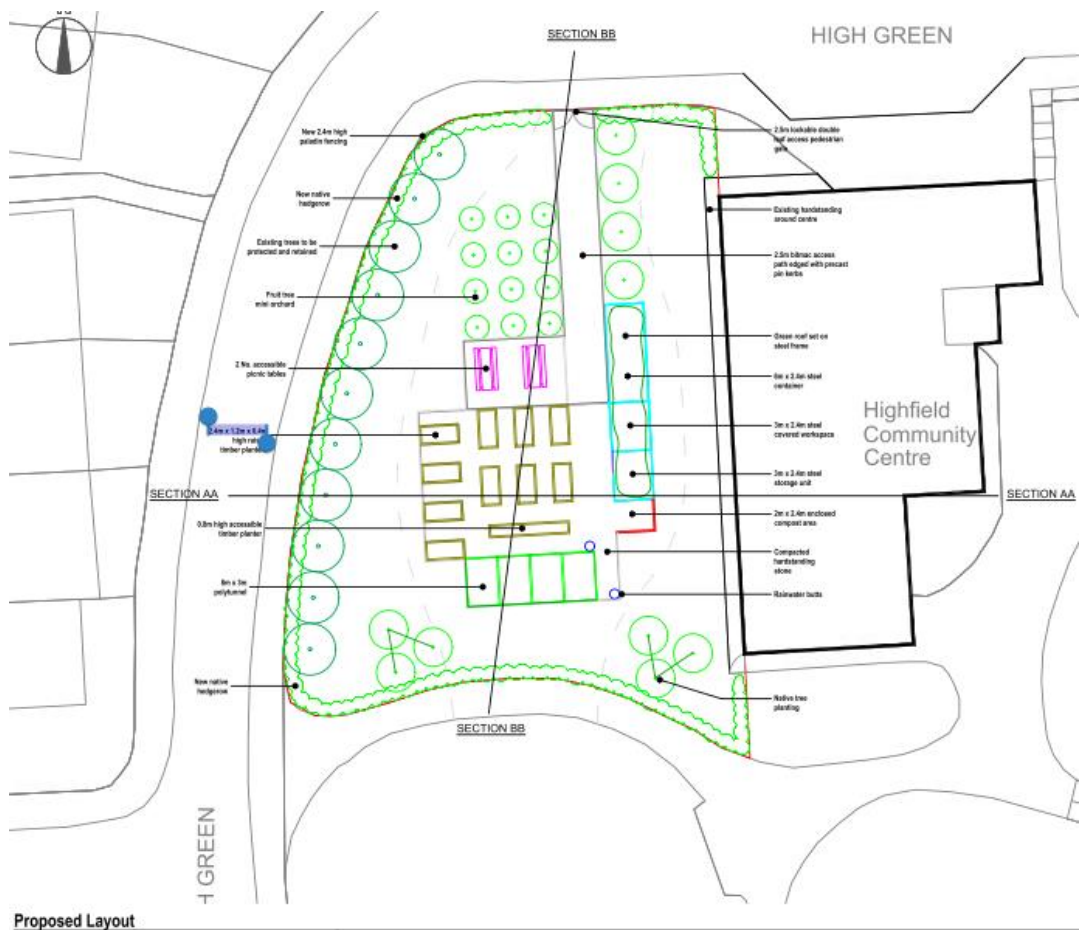 SECTION BB
HIGH GREEN
New 2.4m high
paladin fencing
New native
hedgerow
Existing trees to be
protected and retained
Fruit tree
mini orchard
2 No. accessible
picnic tables
2.4m x 1.2m x 0.4m
high
timber planter
SECTION AA
0.8m high accessible
timber planter
polytunnel
New native
hedgerow
2.5m lockable double
leaf access pedestrian
gate
Existing hardstanding
around centre
2.5m bitmac access
path edged with precast
pin kerbs
Green roof set on
steel frame
6m x 2.4m steel
container
3m x 2.4m steel
covered workspace
3m x 2.4m steel
storage unit
SECTION AA
2m x 2.4m enclosed
compost area
Compacted
hardstanding
stone
Rainwater butts
Native tree
planting
Highfield
Community
Centre
SECTION BB
H GREEN
Proposed Layout